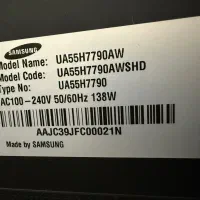 SAMSUNG
Model Name: UA55H7790AW
Model Code: UA55H7790AWSHD
Type No: UA55H7790
AC100-240V 50/60Hz 138W
AAJC39JFC00021N
Made by SAMSUNG